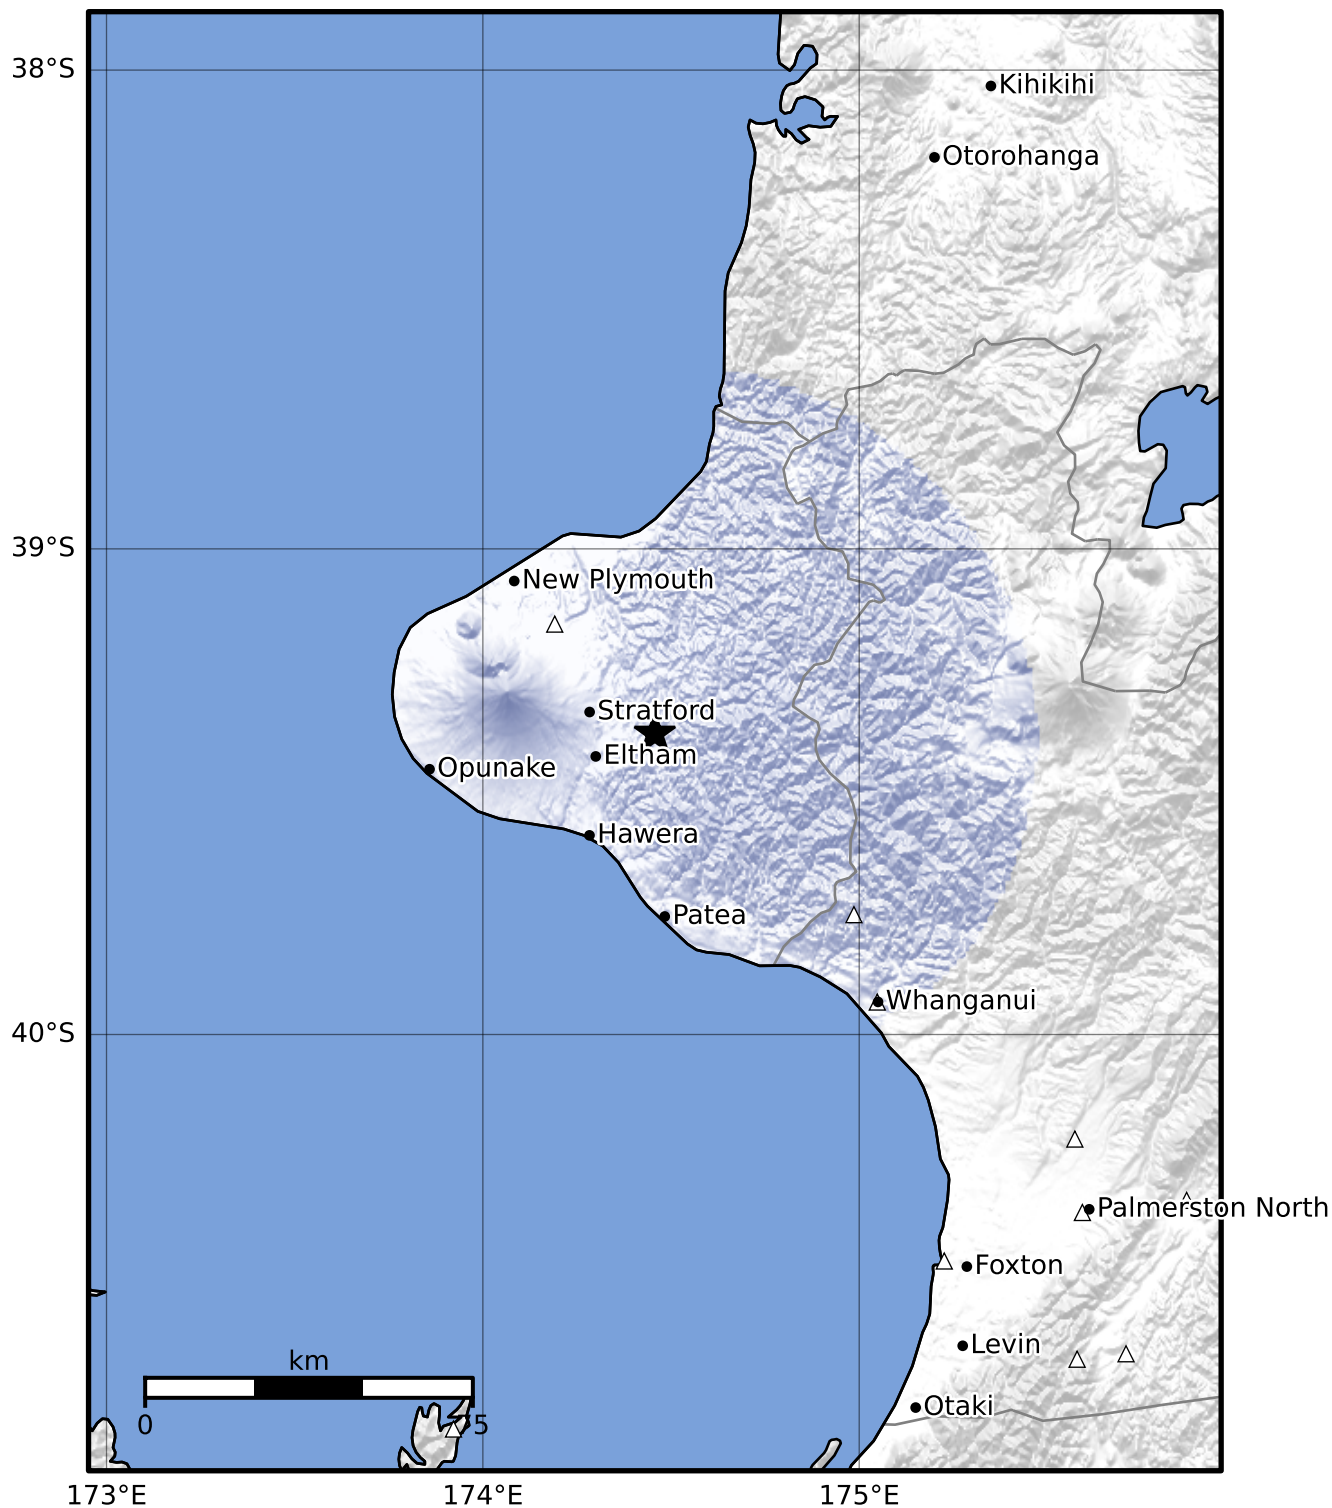 38°S
Kihikihi
Otorohanga
39°S
New Plymouth
Stratford
Eltham
Opunake
Hawera
Patea
Whanganui
40°S
Palmerston North
Foxton
Levin
km
Otaki
0
75
173°E
174°E
175°E